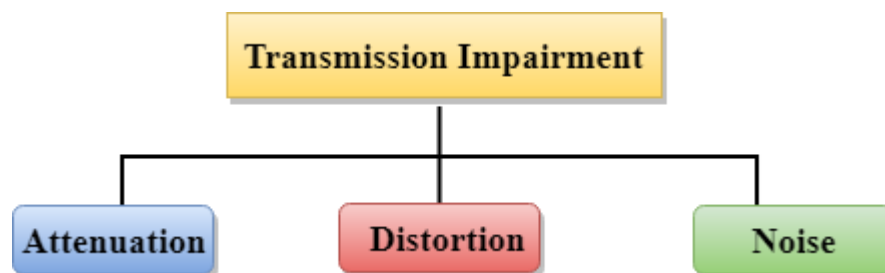 Transmission Impairment
Attenuation
Distortion
Noise